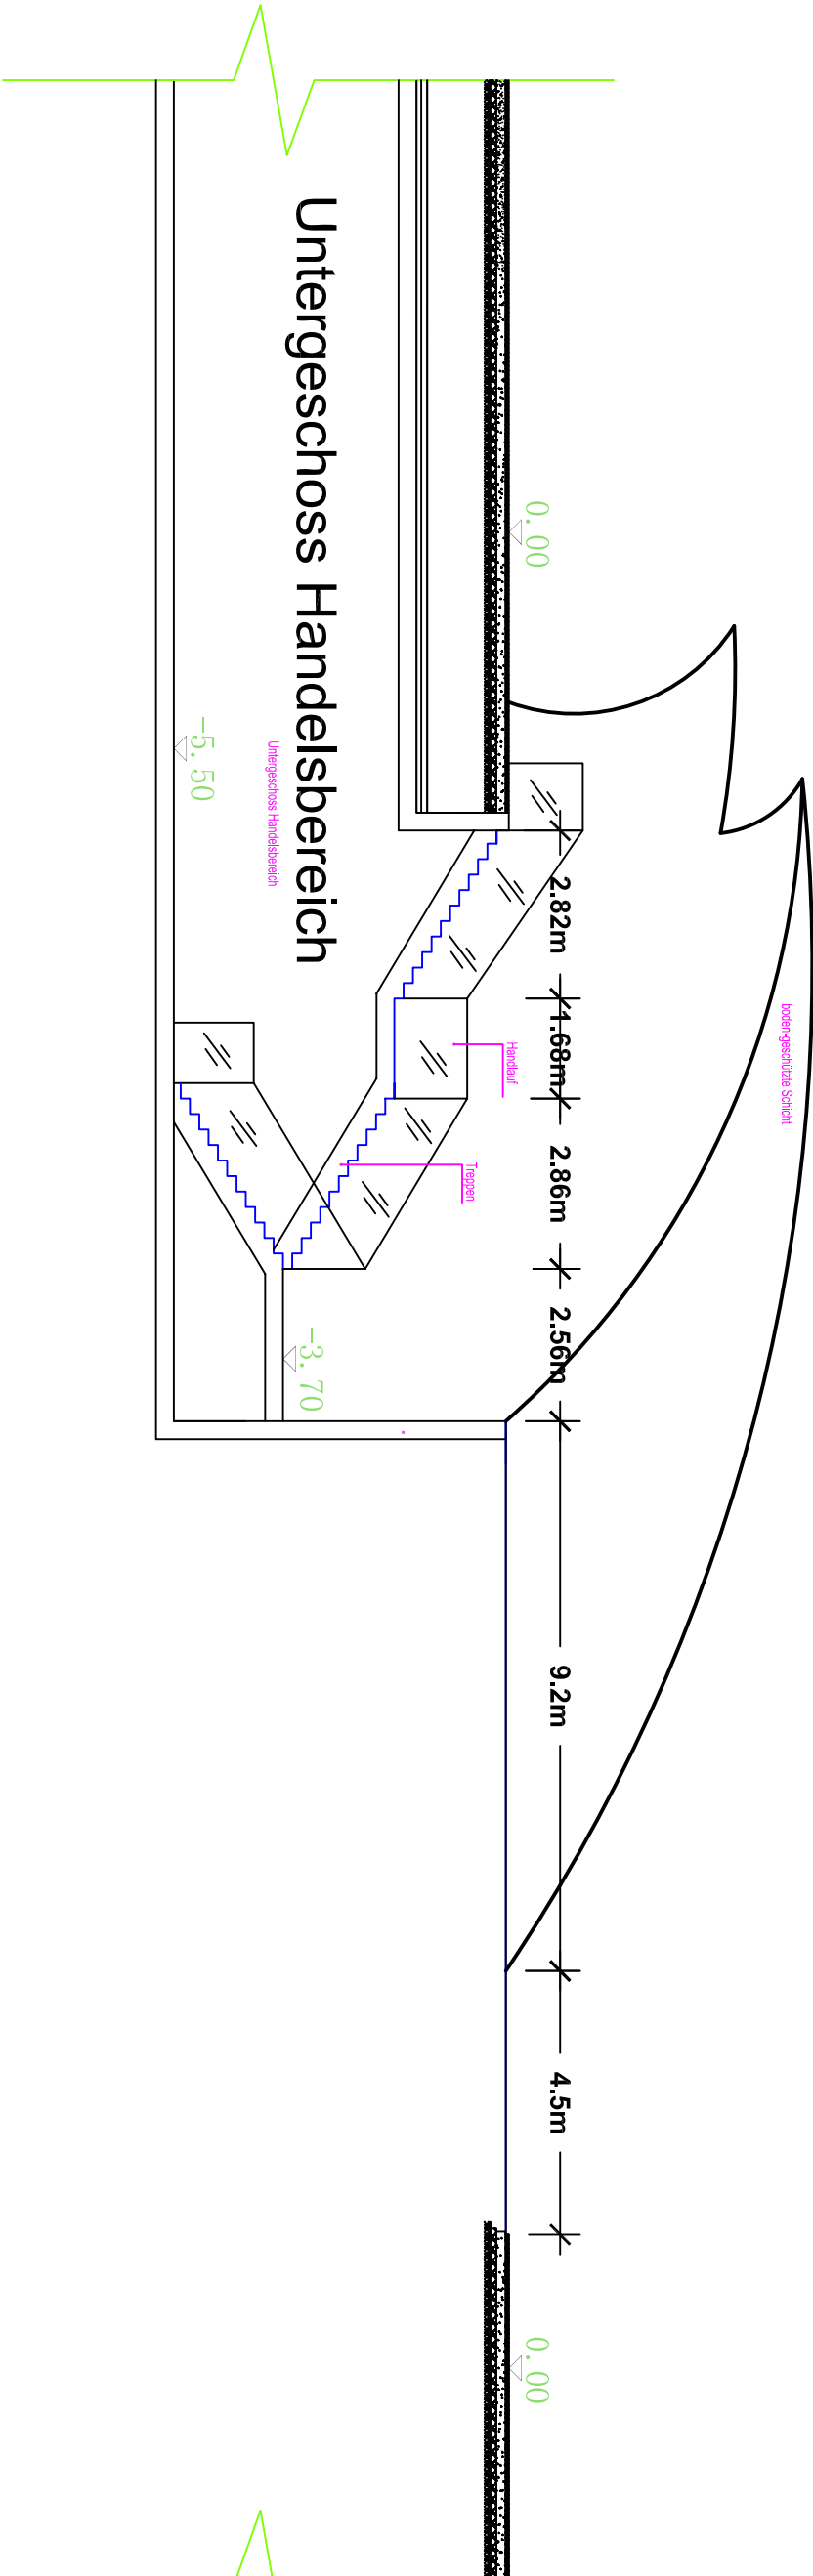 boden-geschützte Schicht
0.00
2.82m
1.68m
2.86m
2.56m
9.2m
4.5m
0.00
Handlauf
Treppen
Untergeschoss Handelsbereich
-3.70
Untergeschoss Handelsbereich
-5.50